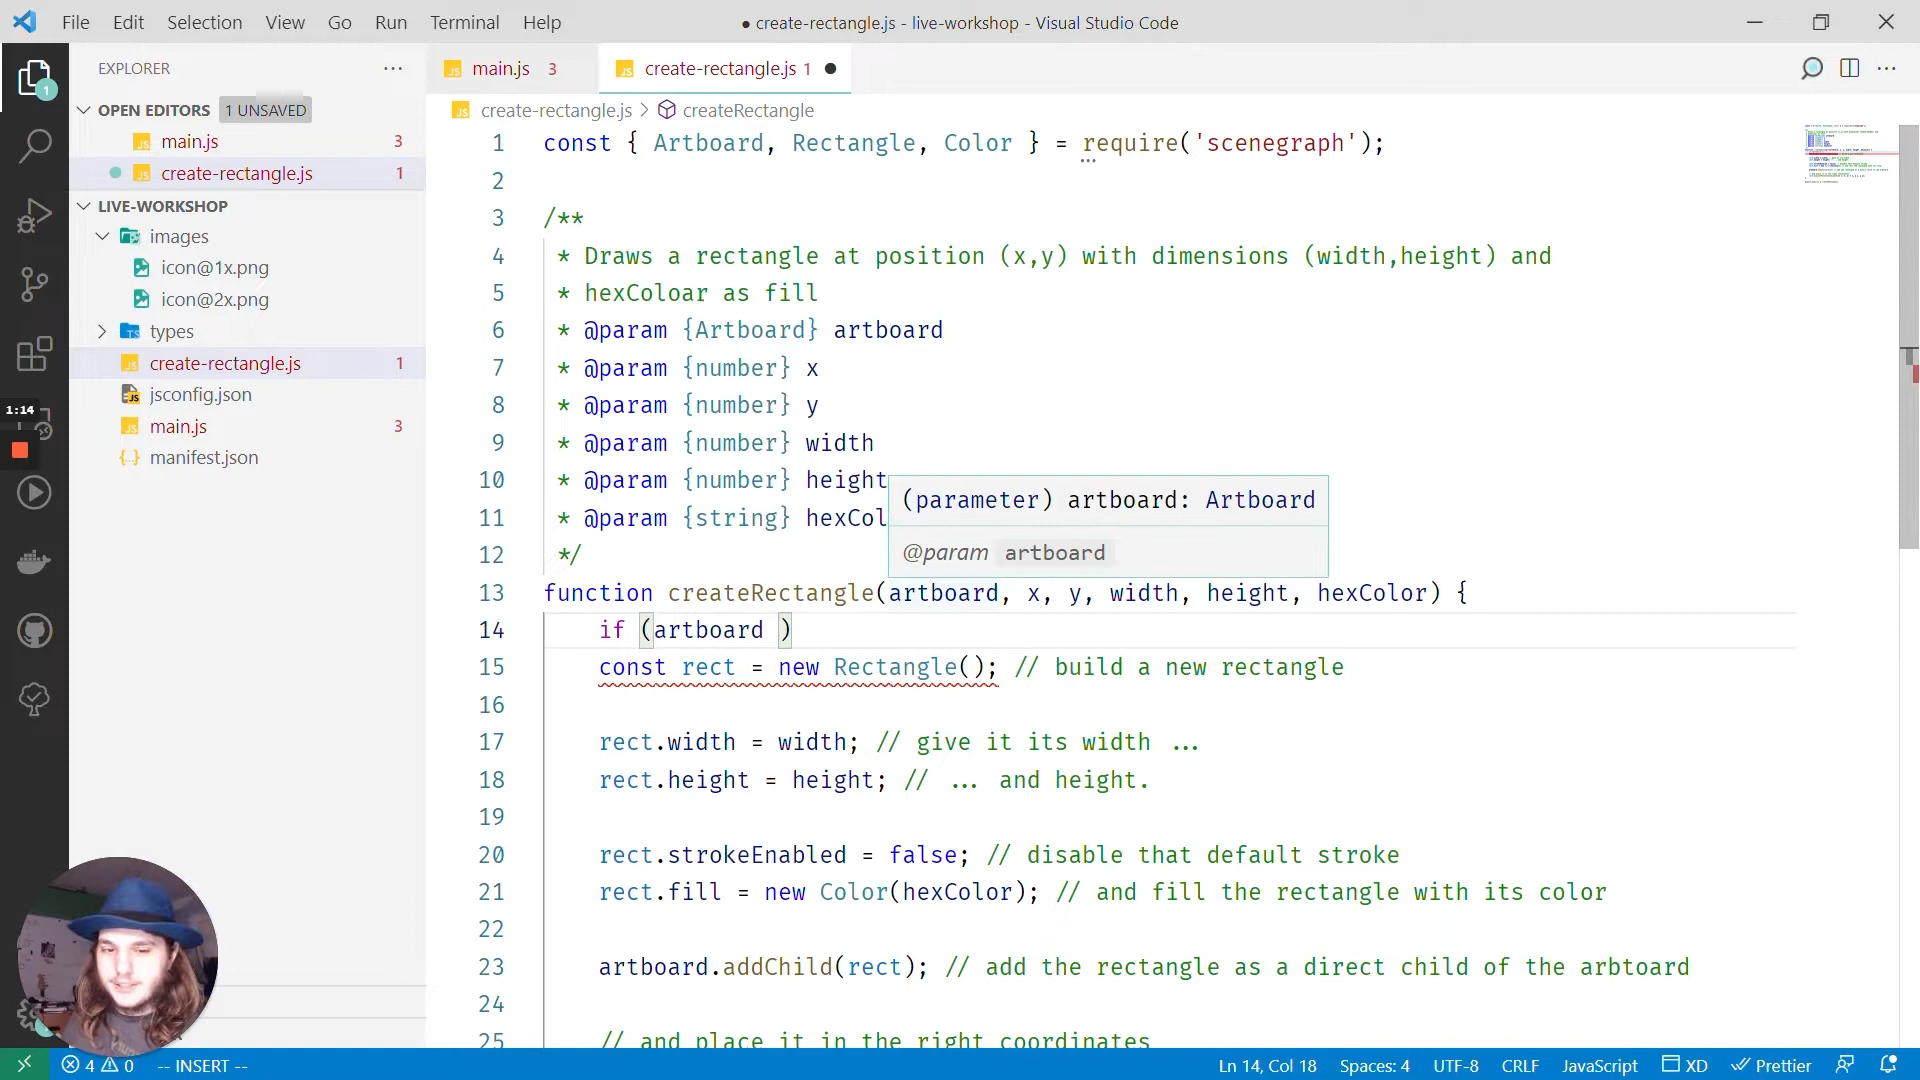 File Edit Selection View Go Run Terminal Help
● create-rectangle.js - live-workshop - Visual Studio Code
EXPLORER
OPEN EDITORS 1 UNSAVED
main.js 3
create-rectangle.js 1
LIVE-WORKSHOP
images
icon@1x.png
icon@2x.png
types
create-rectangle.js 1
jsconfig.json
main.js 3
manifest.json
1
1:14
main.js 3
create-rectangle.js 1 ●
create-rectangle.js > createRectangle
1 const { Artboard, Rectangle, Color } = require('scenegraph');
2
3 /**
4 * Draws a rectangle at position (x,y) with dimensions (width,height) and
5 * hexColoar as fill
6 * @param {Artboard} artboard
7 * @param {number} x
8 * @param {number} y
9 * @param {number} width
10 * @param {number} height
11 * @param {string} hexCol
(parameter) artboard: Artboard
@param artboard
12 */
13 function createRectangle(artboard, x, y, width, height, hexColor) {
14 if (artboard )
15 const rect = new Rectangle(); // build a new rectangle
16
17 rect.width = width; // give it its width ...
18 rect.height = height; // ... and height.
19
20 rect.strokeEnabled = false; // disable that default stroke
21 rect.fill = new Color(hexColor); // and fill the rectangle with its color
22
23 artboard.addChild(rect); // add the rectangle as a direct child of the arbtoard
24
25 // and place it in the right coordinates
4 0 -- INSERT --
Ln 14, Col 18 Spaces: 4 UTF-8 CRLF JavaScript XD Prettier